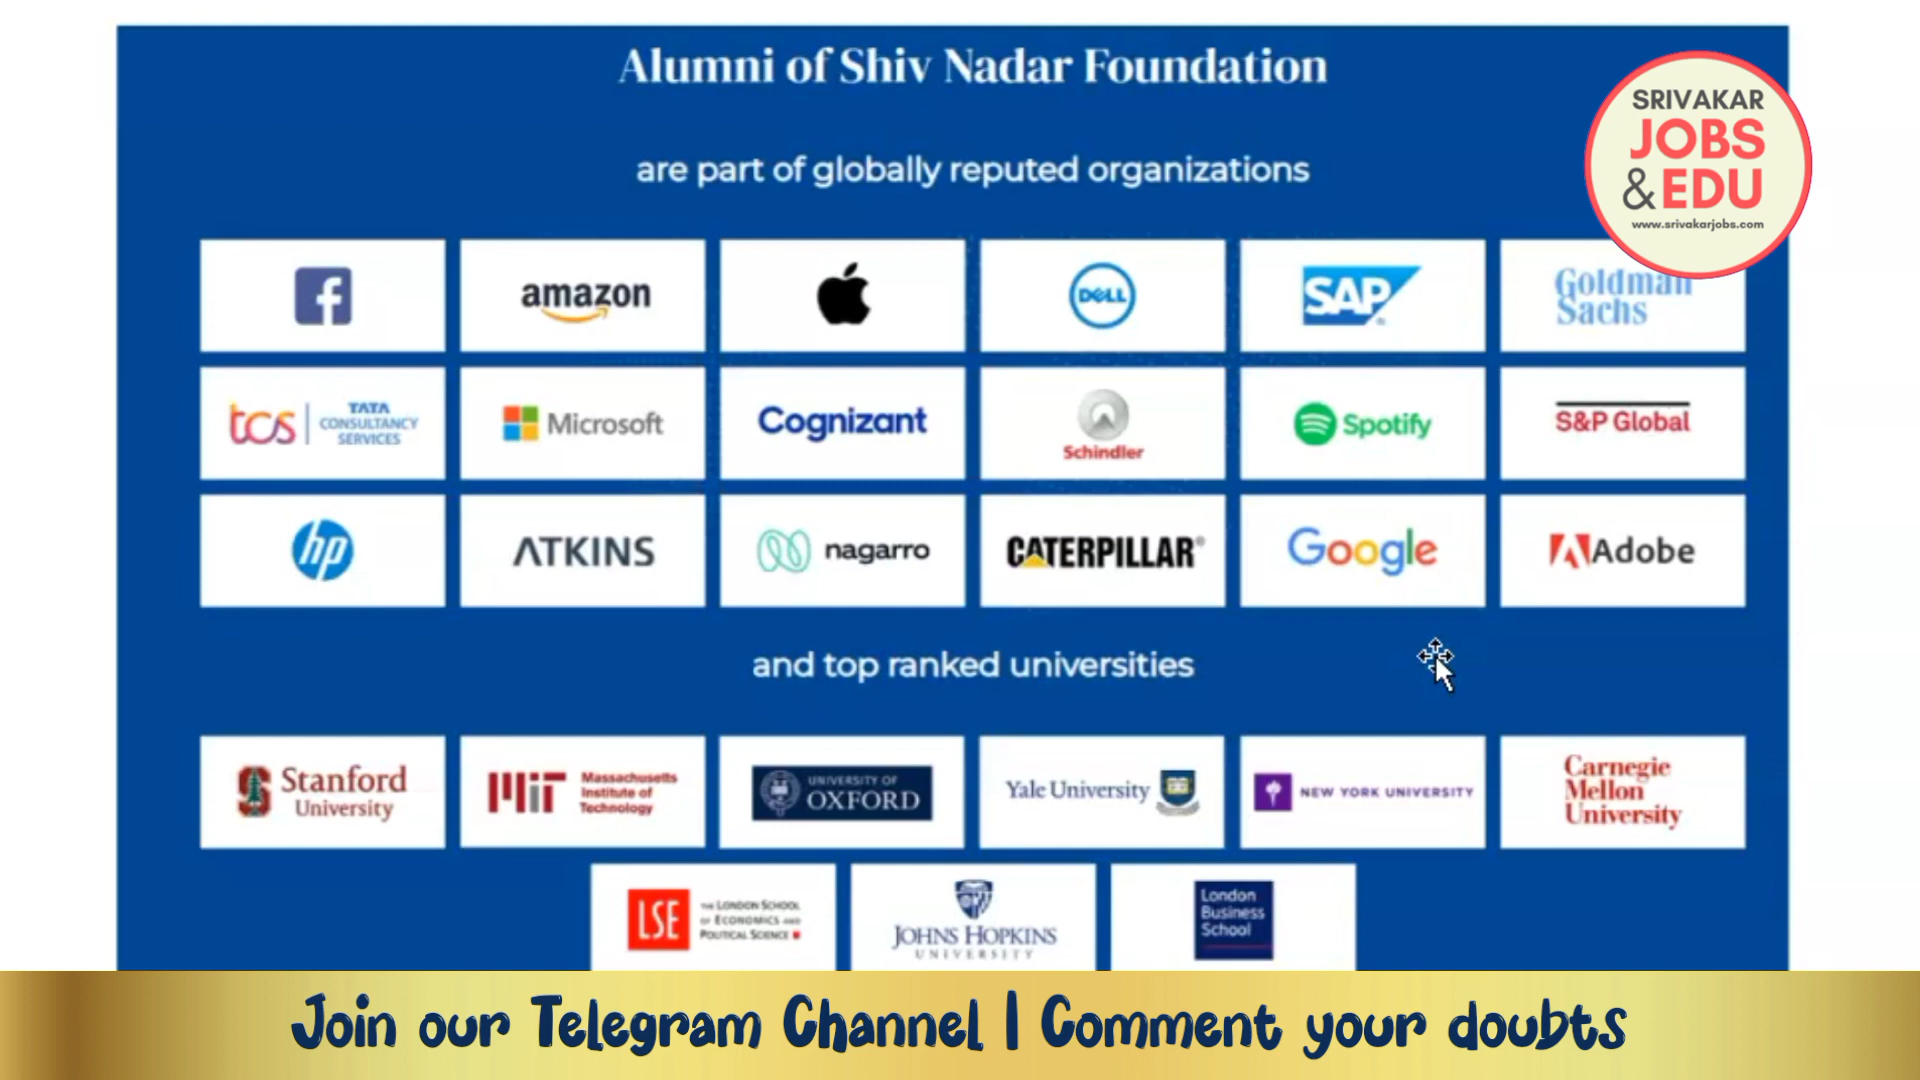 Alumni of Shiv Nadar Foundation
are part of globally reputed organizations
SRIVAKAR
JOBS
&EDU
www.srivakarjobs.com
f
amazon
DELL
SAP
Goldman
Sachs
tcs
TATA
CONSULTANCY
SERVICES
Microsoft
Cognizant
Schindler
Spotify
S&P Global
hp
ATKINS
nagarro
CATERPILLAR®
Google
Adobe
and top ranked universities
Stanford
University
MIT
Massachusetts
Institute of
Technology
UNIVERSITY OF
OXFORD
Yale University
NEW YORK UNIVERSITY
Carnegie
Mellon
University
LSE
THE LONDON SCHOOL
OF ECONOMICS AND
POLITICAL SCIENCE
JOHNS HOPKINS
UNIVERSITY
London
Business
School
Join our Telegram Channel | Comment your doubts